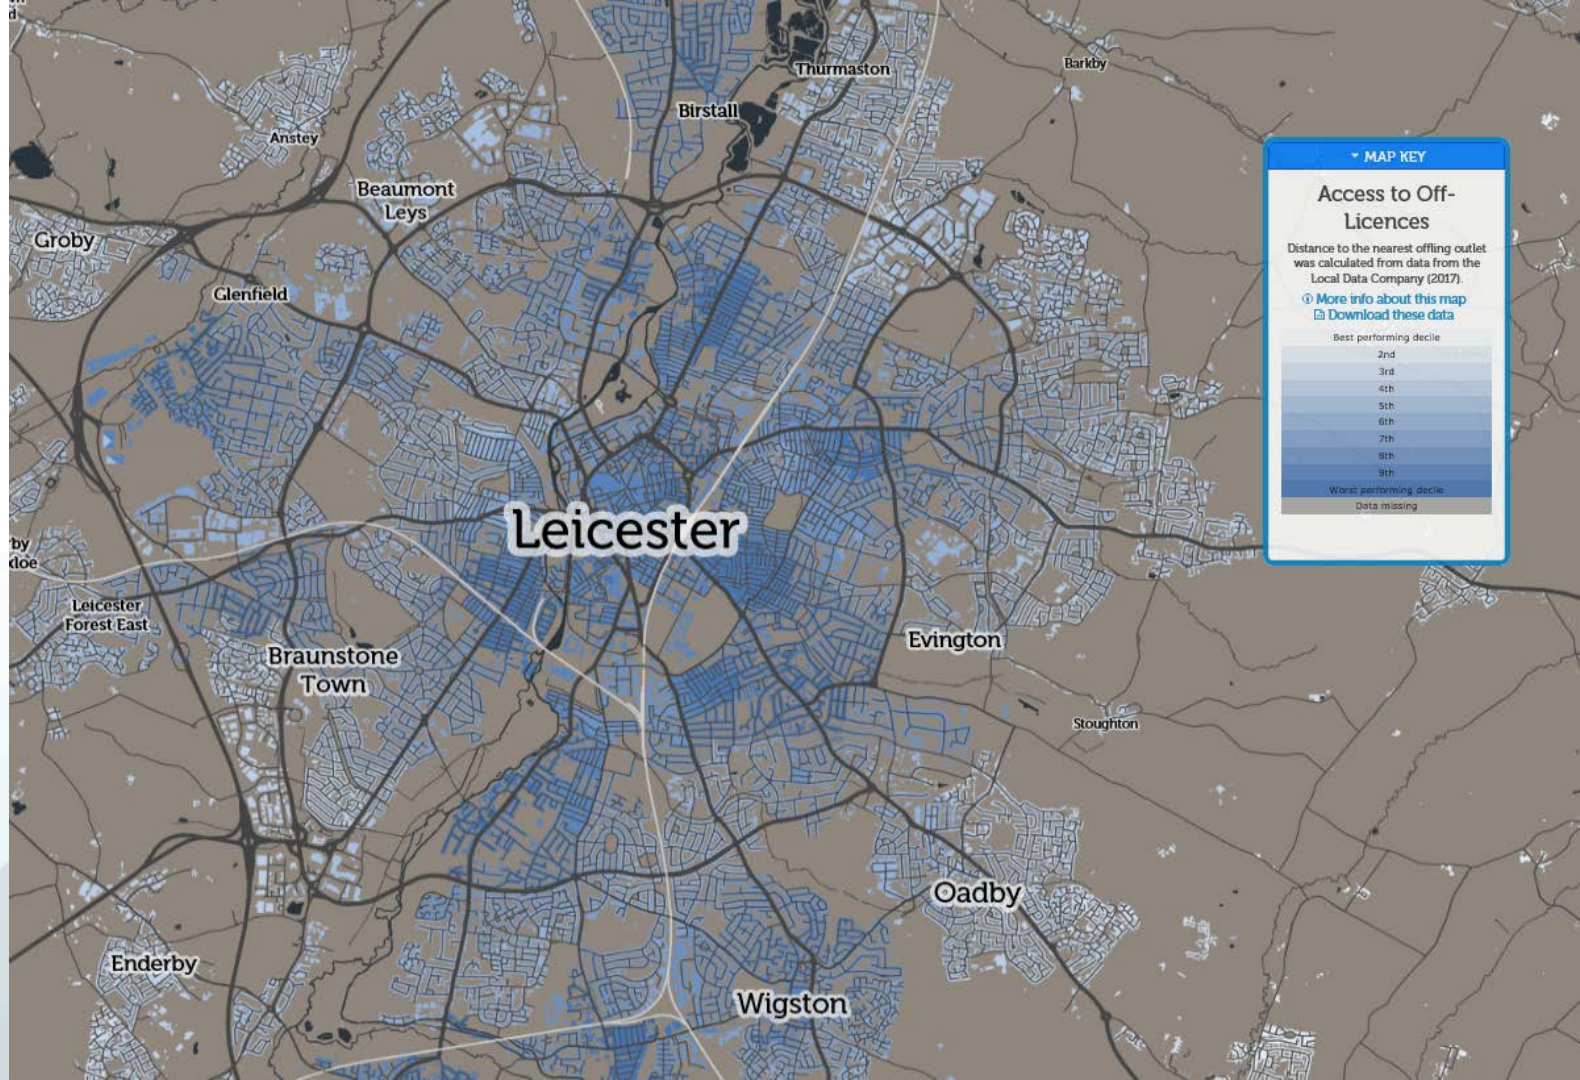 Thurmaston
Barkby
Birstall
Anstey
Beaumont
Leys
Groby
Glenfield
Leicester
Leicester
Forest East
Braunstone
Town
Evington
Stoughton
Oadby
Enderby
Wigston
MAP KEY
Access to Off-
Licences
Distance to the nearest offling outlet
was calculated from data from the
Local Data Company (2017).
More info about this map
Download these data
Best performing decile
2nd
3rd
4th
5th
6th
7th
8th
9th
Worst performing decile
Data missing